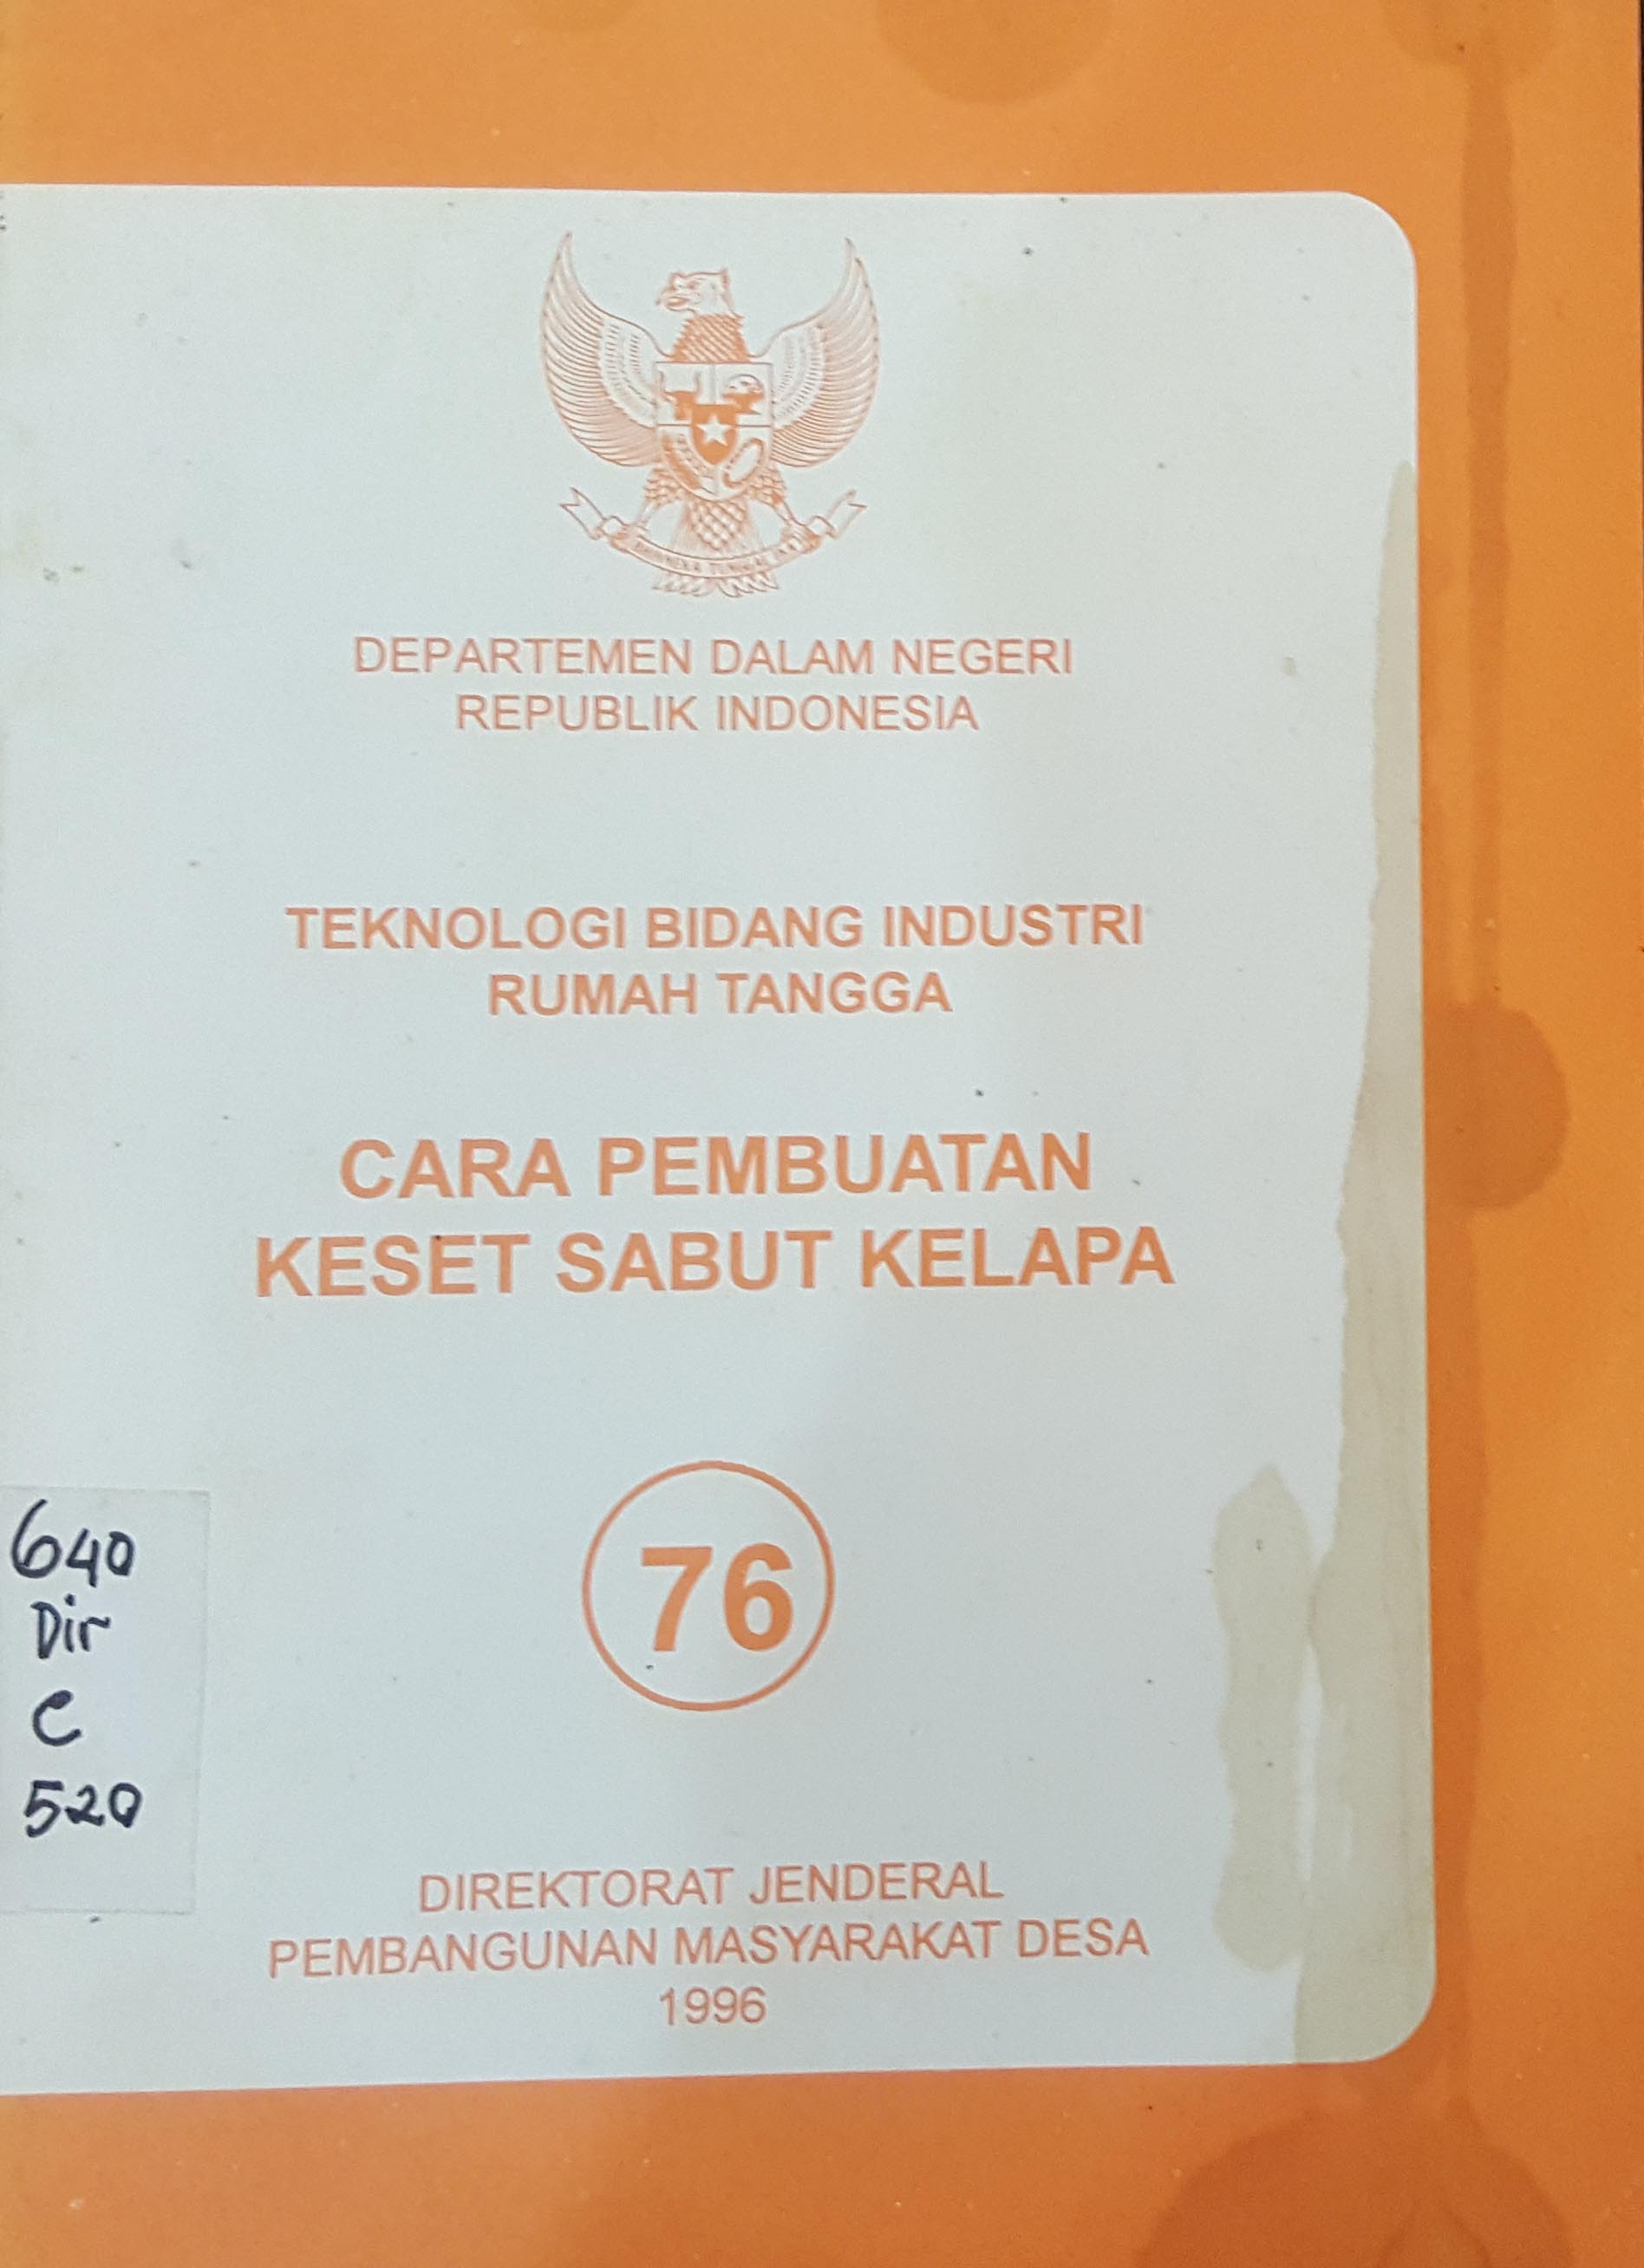 BHINNEKA TUNGGAL IKA
DEPARTEMEN DALAM NEGERI
REPUBLIK INDONESIA
TEKNOLOGI BIDANG INDUSTRI
RUMAH TANGGA
CARA PEMBUATAN
KESET SABUT KELAPA
76
640
Dir
C
520
DIREKTORAT JENDERAL
PEMBANGUNAN MASYARAKAT DESA
1996